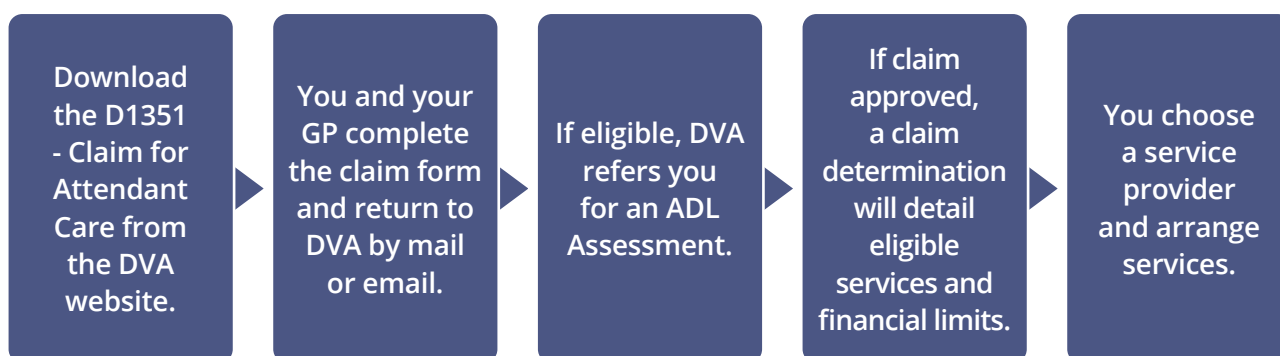 Download
the D1351
- Claim for
Attendant
Care from
the DVA
website.
You and your
GP complete
the claim form
and return to
DVA by mail
or email.
If eligible, DVA
refers you
for an ADL
Assessment.
If claim
approved,
a claim
determination
will detail
eligible
services and
financial limits.
You choose
a service
provider
and arrange
services.